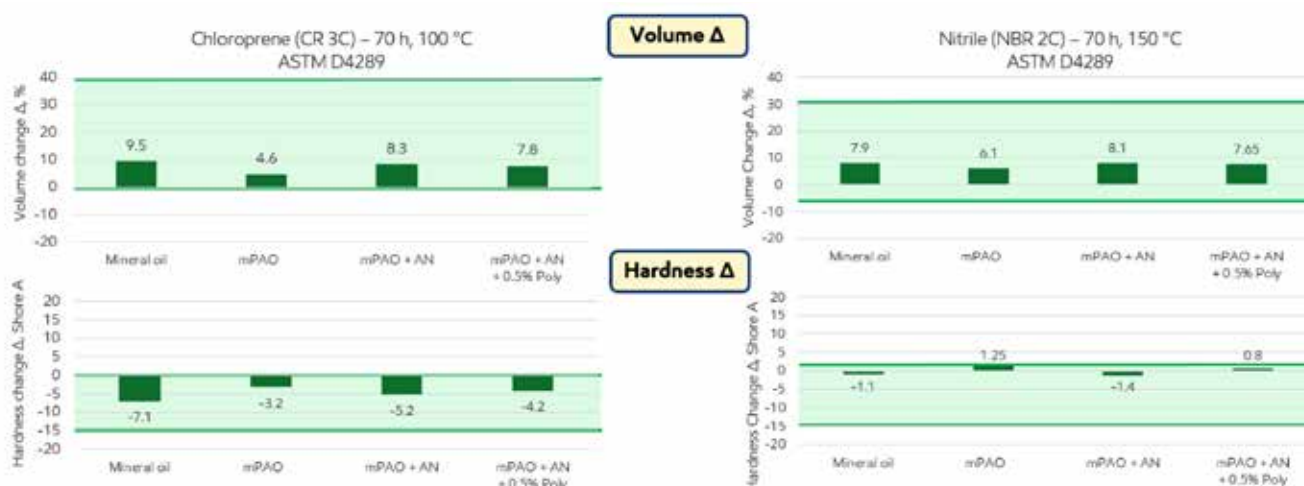 Volume Δ
Chloroprene (CR 3C) – 70 h, 100 °C
ASTM D4289
Volume change Δ, %
40
30
20
10
0
-10
-20
9.5
4.6
8.3
7.8
Mineral oil
mPAO
mPAO + AN
mPAO + AN
+ 0.5% Poly
Nitrile (NBR 2C) – 70 h, 150 °C
ASTM D4289
Volume Change Δ, %
40
30
20
10
0
-10
-20
7.9
6.1
8.1
7.65
Mineral oil
mPAO
mPAO + AN
mPAO + AN
+ 0.5% Poly
Hardness Δ
Hardness change Δ, Shore A
20
15
10
5
0
-5
-10
-15
-20
-7.1
-3.2
-5.2
-4.2
Mineral oil
mPAO
mPAO + AN
mPAO + AN
+ 0.5% Poly
Hardness Change Δ, Shore A
20
15
10
5
0
-5
-10
-15
-20
-1.1
1.25
-1.4
0.8
Mineral oil
mPAO
mPAO + AN
mPAO + AN
+ 0.5% Poly